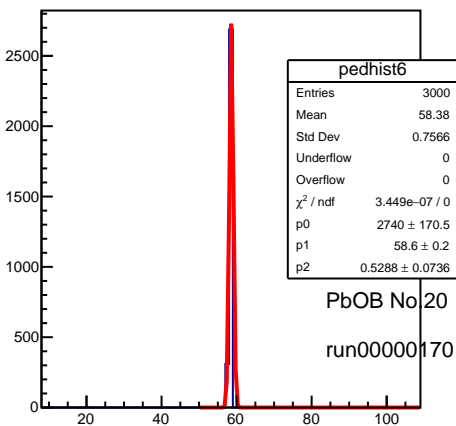 pedhist6
Entries 3000
Mean 58.38
Std Dev 0.7566
Underflow 0
Overflow 0
χ² / ndf 3.449e−07 / 0
p0 2740 ± 170.5
p1 58.6 ± 0.2
p2 0.5288 ± 0.0736
PbOB No.20
run00000170
2500
2000
1500
1000
500
0
20 40 60 80 100